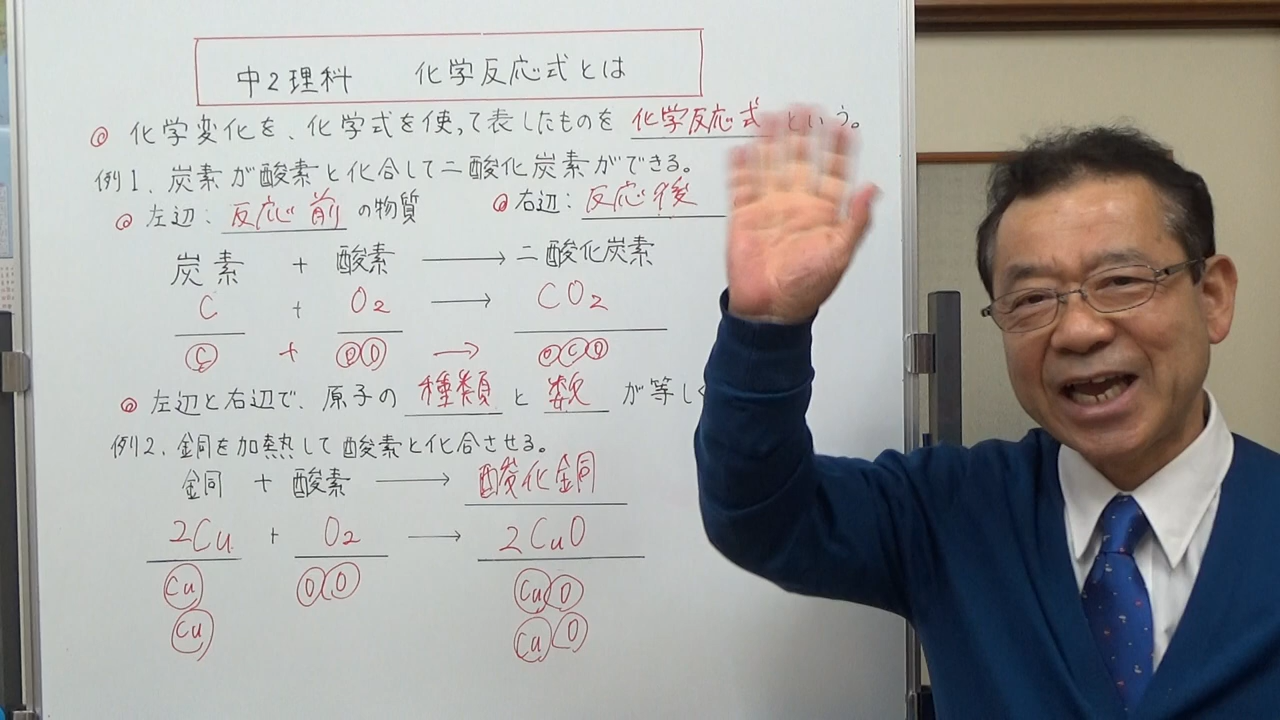 中2理科 化学反応式とは
◎ 化学変化を、化学式を使って表したものを 化学反応式 という。
例1. 炭素が酸素と化合して二酸化炭素ができる。
◎左辺: 反応前 の物質 ◎右辺: 反応後
炭素 + 酸素 → 二酸化炭素
C + O₂ → CO₂
C + OO → OCO
◎左辺と右辺で、原子の 種類 と 数 が等しく
例2. 銅を加熱して酸素と化合させる。
銅 + 酸素 → 酸化銅
2Cu + O₂ → 2CuO
Cu OO CuO
Cu CuO